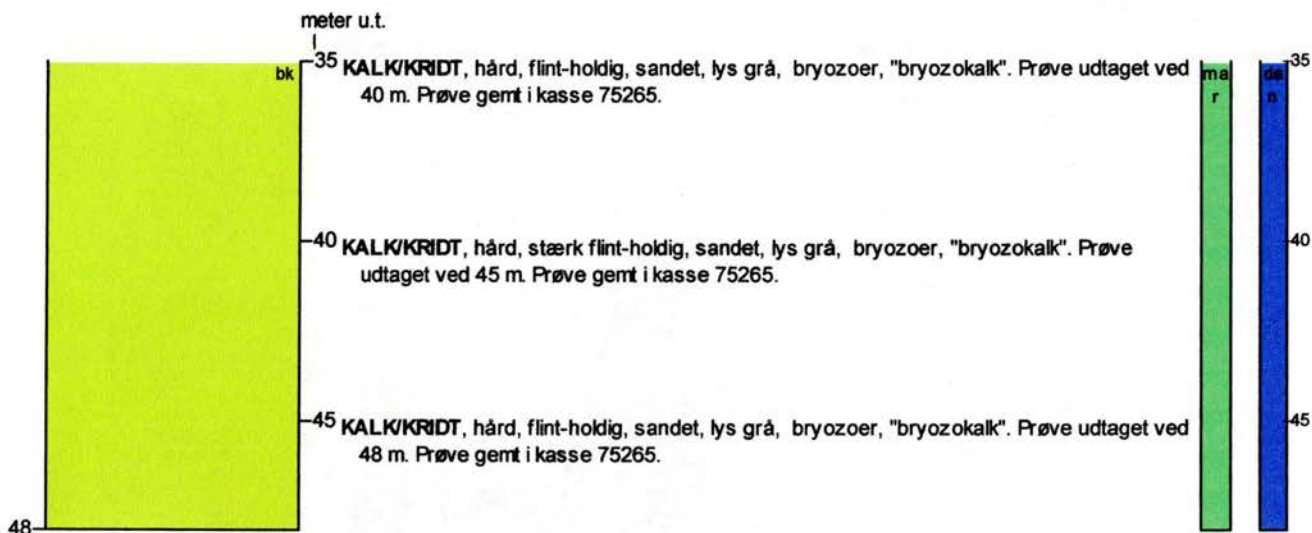 meter u.t.
bk
35 KALK/KRIDT, hård, flint-holdig, sandet, lys grå, bryozoer, "bryozokalk". Prøve udtaget ved
40 m. Prøve gemt i kasse 75265.
mar
dan
35
40 KALK/KRIDT, hård, stærk flint-holdig, sandet, lys grå, bryozoer, "bryozokalk". Prøve
udtaget ved 45 m. Prøve gemt i kasse 75265.
40
45 KALK/KRIDT, hård, flint-holdig, sandet, lys grå, bryozoer, "bryozokalk". Prøve udtaget ved
48 m. Prøve gemt i kasse 75265.
45
48